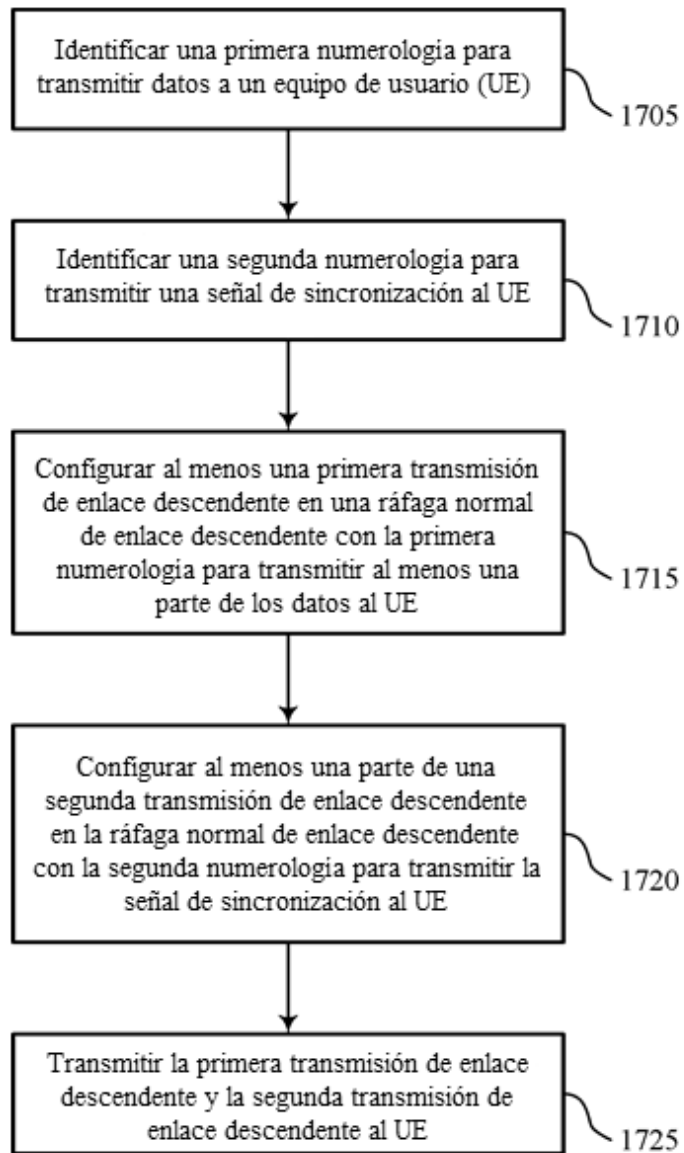 Identificar una primera numerología para
transmitir datos a un equipo de usuario (UE)
1705
Identificar una segunda numerología para
transmitir una señal de sincronización al UE
1710
Configurar al menos una primera transmisión
de enlace descendente en una ráfaga normal
de enlace descendente con la primera
numerología para transmitir al menos una
parte de los datos al UE
1715
Configurar al menos una parte de una
segunda transmisión de enlace descendente
en la ráfaga normal de enlace descendente
con la segunda numerología para transmitir la
señal de sincronización al UE
1720
Transmitir la primera transmisión de enlace
descendente y la segunda transmisión de
enlace descendente al UE
1725